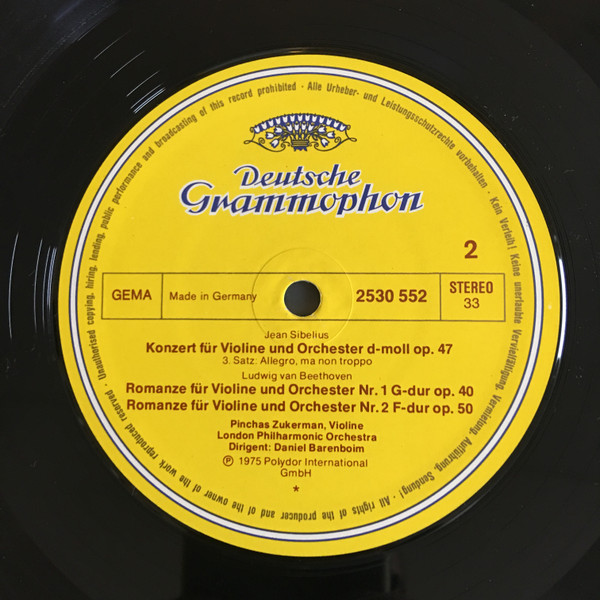 Deutsche
Grammophon
2
GEMA
Made in Germany
2530 552
STEREO
33
Jean Sibelius
Konzert für Violine und Orchester d-moll op. 47
3. Satz: Allegro, ma non troppo
Ludwig van Beethoven
Romanze für Violine und Orchester Nr. 1 G-dur op. 40
Romanze für Violine und Orchester Nr. 2 F-dur op. 50
Pinchas Zukerman, Violine
London Philharmonic Orchestra
Dirigent: Daniel Barenboim
Ⓟ 1975 Polydor International
GmbH
*
Alle Urheber- und Leistungsschutzrechte vorbehalten · Kein Verleih! Keine unerlaubte Vervielfältigung, Vermietung, Aufführung, Sendung! · All rights of the producer and of the owner of the work reproduced reserved · Unauthorised copying, hiring, lending, public performance and broadcasting of this record prohibited ·